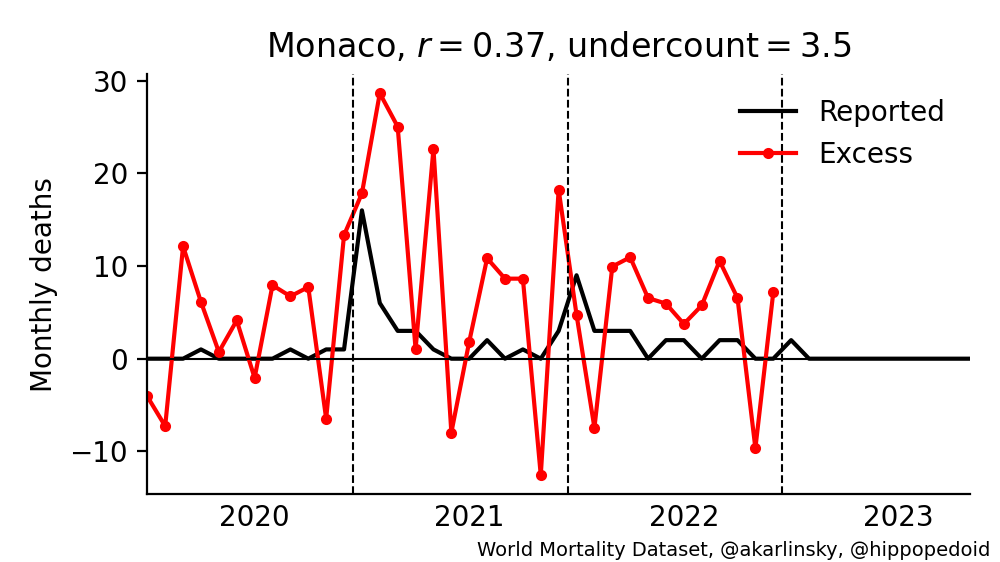 Monaco, r = 0.37, undercount = 3.5
Reported
Excess
Monthly deaths
30
20
10
0
−10
2020 2021 2022 2023
World Mortality Dataset, @akarlinsky, @hippopedoid